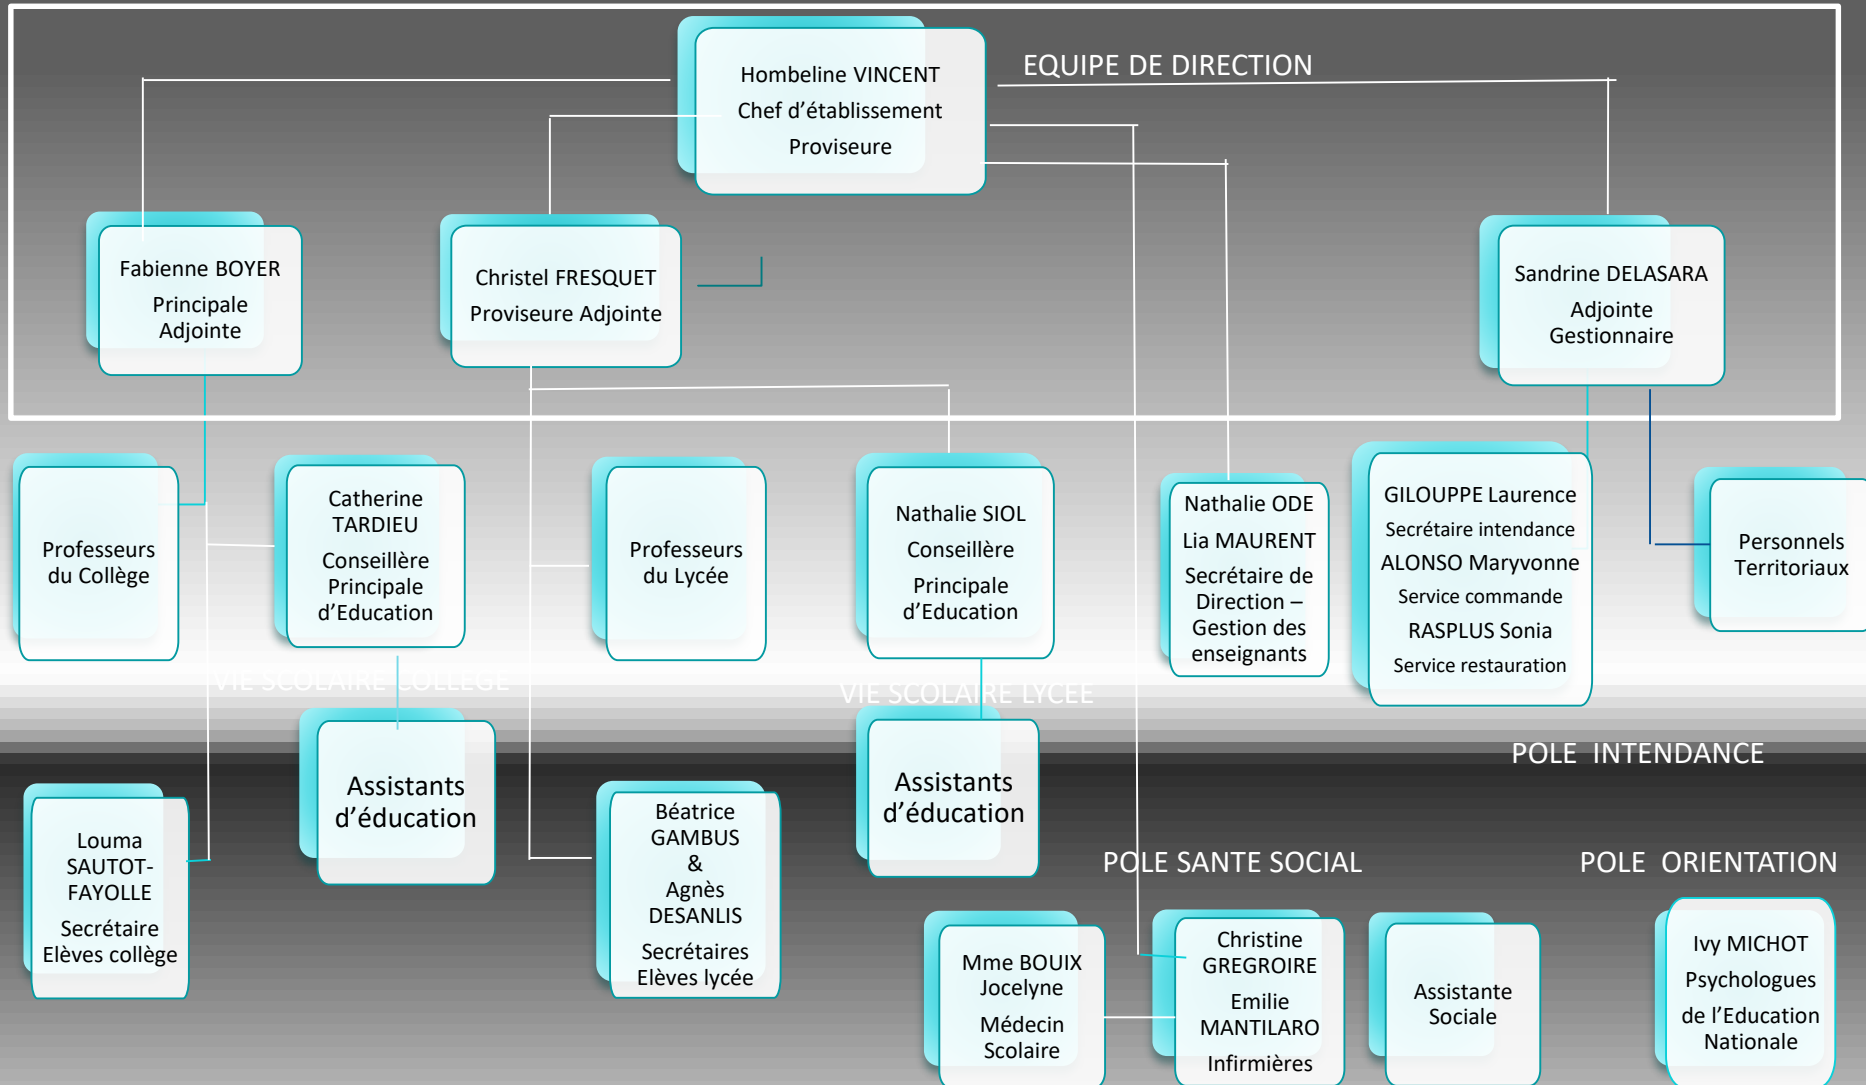 EQUIPE DE DIRECTION
Hombeline VINCENT
Chef d’établissement
Proviseure
Fabienne BOYER
Principale
Adjointe
Christel FRESQUET
Proviseure Adjointe
Sandrine DELASARA
Adjointe
Gestionnaire
Professeurs
du Collège
Catherine
TARDIEU
Conseillère
Principale
d’Education
Professeurs
du Lycée
Nathalie SIOL
Conseillère
Principale
d’Education
Nathalie ODE
Lia MAURENT
Secrétaire de
Direction –
Gestion des
enseignants
GILOUPPE Laurence
Secrétaire intendance
ALONSO Maryvonne
Service commande
RASPLUS Sonia
Service restauration
Personnels
Territoriaux
VIE SCOLAIRE COLLEGE
VIE SCOLAIRE LYCEE
POLE INTENDANCE
Louma
SAUTOT-
FAYOLLE
Secrétaire
Elèves collège
Assistants
d’éducation
Béatrice
GAMBUS
&
Agnès
DESANLIS
Secrétaires
Elèves lycée
Assistants
d’éducation
POLE SANTE SOCIAL
POLE ORIENTATION
Mme BOUIX
Jocelyne
Médecin
Scolaire
Christine
GREGROIRE
Emilie
MANTILARO
Infirmières
Assistante
Sociale
Ivy MICHOT
Psychologues
de l’Education
Nationale